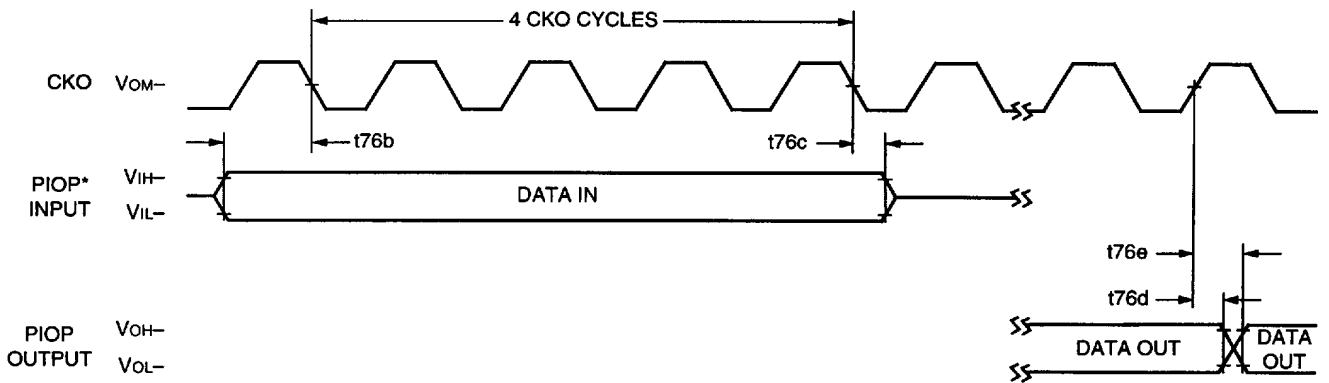 4 CKO CYCLES
CKO VOM–
t76b
t76c
PIOP*
INPUT
VIH–
VIL–
DATA IN
t76e
t76d
PIOP
OUTPUT
VOH–
VOL–
DATA OUT
DATA
OUT